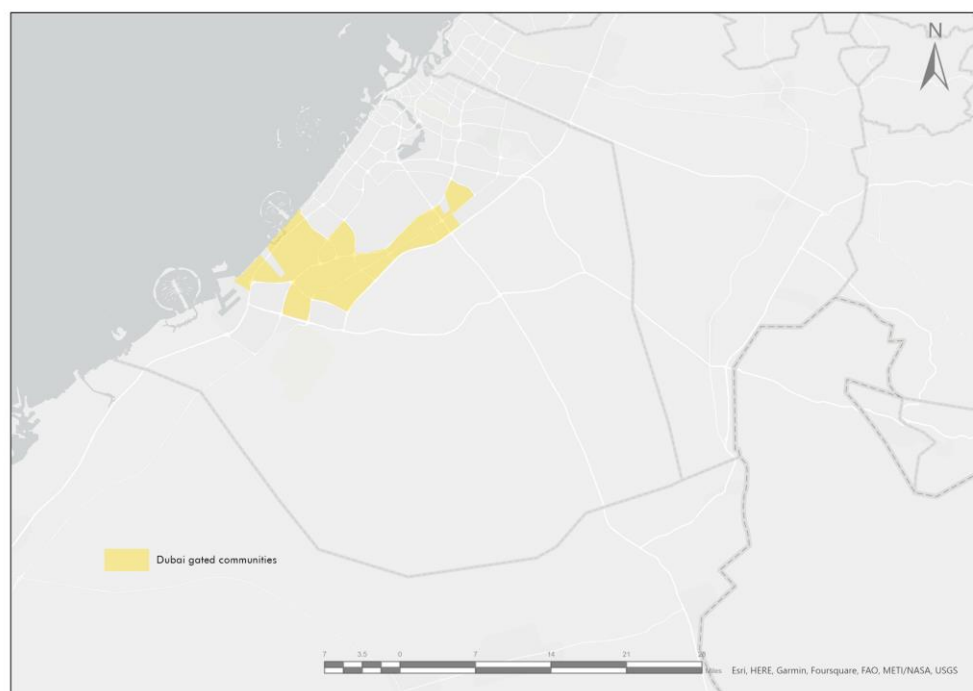 N
Dubai gated communities
7 3.5 0 7 14 21 28
Miles
Esri, HERE, Garmin, Foursquare, FAO, METI/NASA, USGS